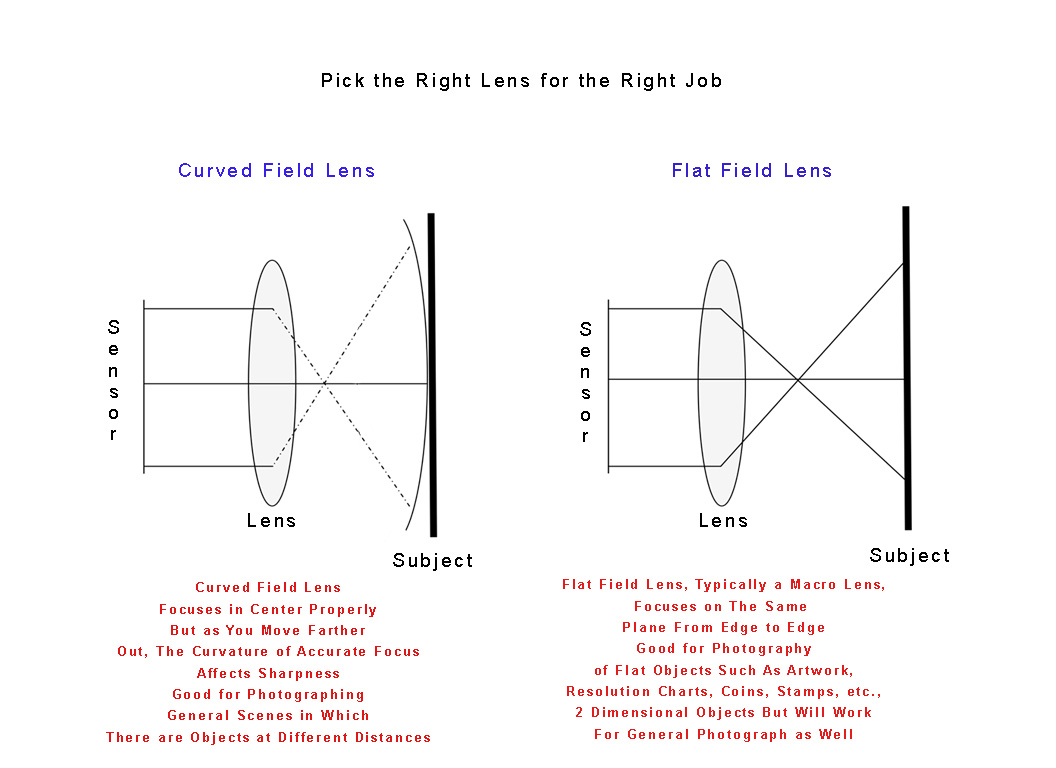 Pick the Right Lens for the Right Job
Curved Field Lens
Sensor
Lens
Subject
Curved Field Lens
Focuses in Center Properly
But as You Move Farther
Out, The Curvature of Accurate Focus
Affects Sharpness
Good for Photographing
General Scenes in Which
There are Objects at Different Distances
Flat Field Lens
Sensor
Lens
Subject
Flat Field Lens, Typically a Macro Lens,
Focuses on The Same
Plane From Edge to Edge
Good for Photography
of Flat Objects Such As Artwork,
Resolution Charts, Coins, Stamps, etc.,
2 Dimensional Objects But Will Work
For General Photograph as Well